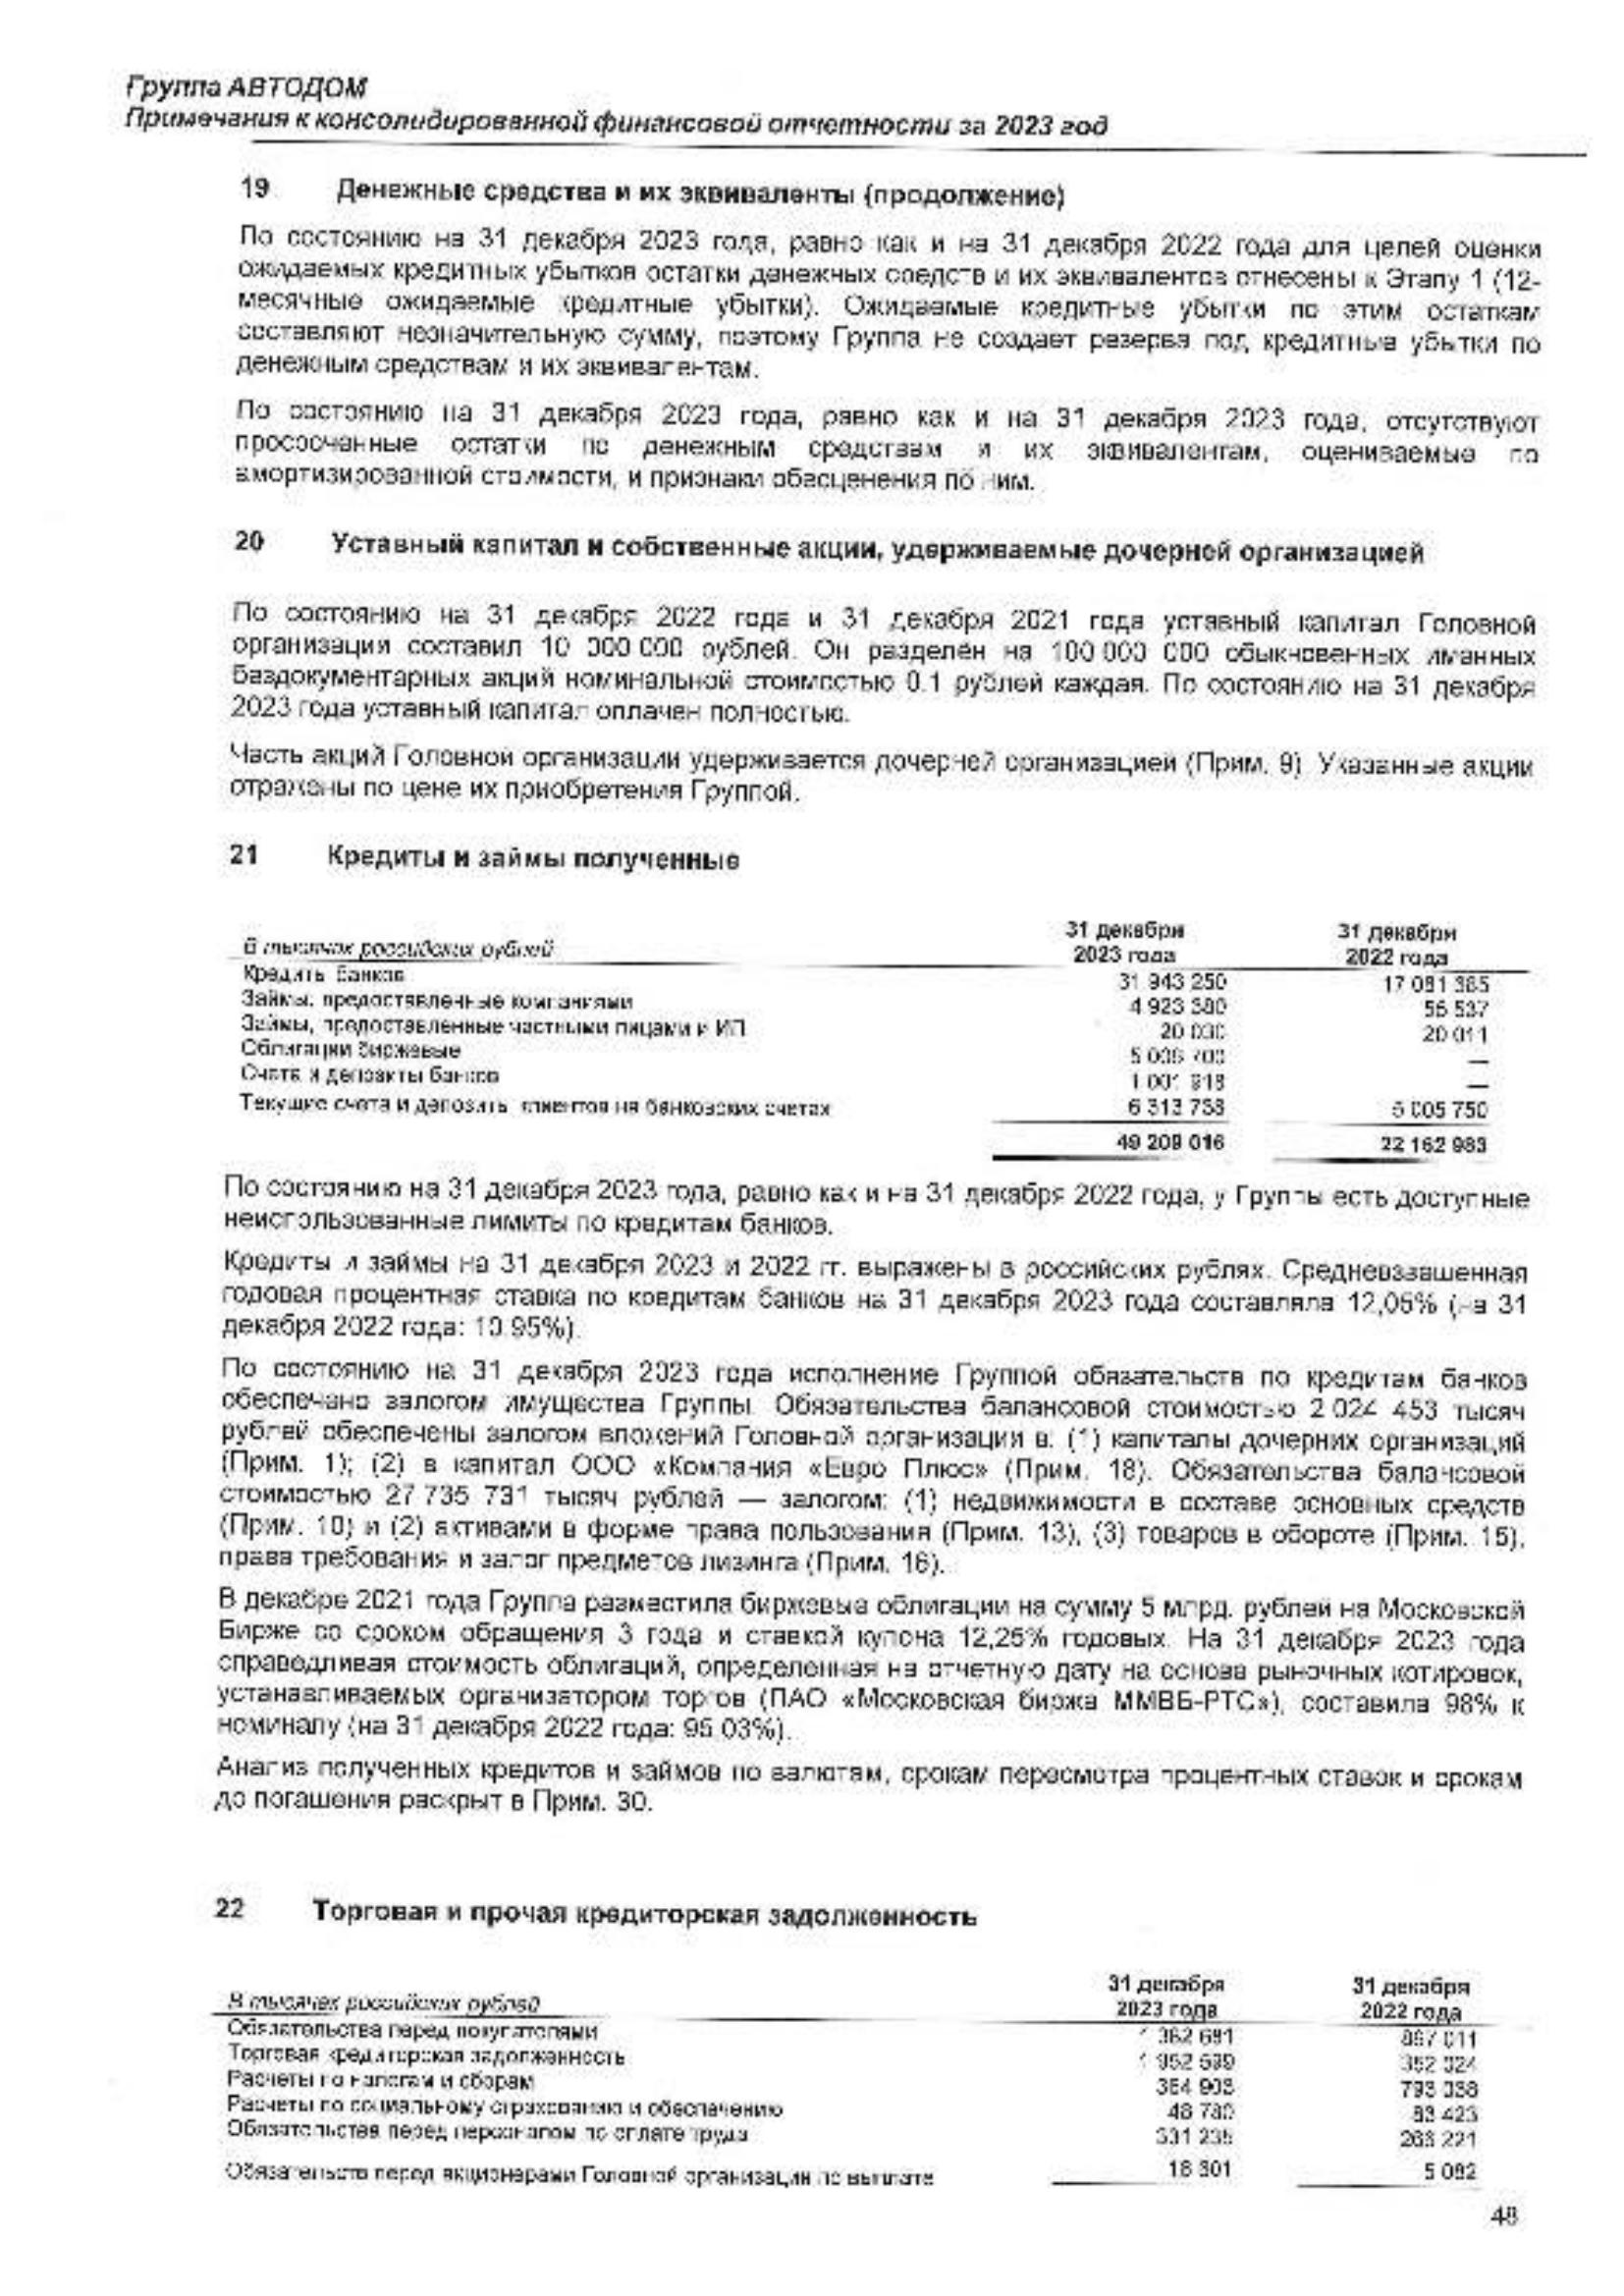 Группа АВТОДОМ
Примечания к консолидированной финансовой отчетности за 2023 год
19 Денежные средства и их эквиваленты (продолжение)
По состоянию на 31 декабря 2023 года, равно как и на 31 декабря 2022 года для целей оценки
ожидаемых кредитных убытков остатки денежных средств и их эквивалентов отнесены к Этапу 1 (12-
месячные ожидаемые кредитные убытки). Ожидаемые кредитные убытки по этим остаткам
составляют незначительную сумму, поэтому Группа не создает резерва под кредитные убытки по
денежным средствам и их эквивалентам.
По состоянию на 31 декабря 2023 года, равно как и на 31 декабря 2023 года, отсутствуют
просроченные остатки по денежным средствам и их эквивалентам, оцениваемые по
амортизированной стоимости, и признаки обесценения по ним.
20 Уставный капитал и собственные акции, удерживаемые дочерней организацией
По состоянию на 31 декабря 2022 года и 31 декабря 2021 года уставный капитал Головной
организации составил 10 000 000 рублей. Он разделён на 100 000 000 обыкновенных именных
бездокументарных акций номинальной стоимостью 0.1 рублей каждая. По состоянию на 31 декабря
2023 года уставный капитал оплачен полностью.
Часть акций Головной организации удерживается дочерней организацией (Прим. 9). Указанные акции
отражены по цене их приобретения Группой.
21 Кредиты и займы полученные
В тысячах российских рублей 31 декабря 2023 года 31 декабря 2022 года
Кредиты банков 31 943 250 17 081 385
Займы, предоставленные компаниями 4 923 380 55 537
Займы, предоставленные частными лицами и ИП 20 030 20 011
Облигации биржевые 5 006 700 —
Счета и депозиты банков 1 001 918 —
Текущие счета и депозиты клиентов на банковских счетах 6 313 738 5 005 750
49 209 016 22 162 983
По состоянию на 31 декабря 2023 года, равно как и на 31 декабря 2022 года, у Группы есть доступные
неиспользованные лимиты по кредитам банков.
Кредиты и займы на 31 декабря 2023 и 2022 гг. выражены в российских рублях. Средневзвешенная
годовая процентная ставка по кредитам банков на 31 декабря 2023 года составляла 12,05% (на 31
декабря 2022 года: 10.95%).
По состоянию на 31 декабря 2023 года исполнение Группой обязательств по кредитам банков
обеспечено залогом имущества Группы. Обязательства балансовой стоимостью 2 024 453 тысяч
рублей обеспечены залогом вложений Головной организации в: (1) капиталы дочерних организаций
(Прим. 1); (2) в капитал ООО «Компания «Евро Плюс» (Прим. 18). Обязательства балансовой
стоимостью 27 735 731 тысяч рублей — залогом: (1) недвижимости в составе основных средств
(Прим. 10) и (2) активами в форме права пользования (Прим. 13), (3) товаров в обороте (Прим. 15),
права требования и залог предметов лизинга (Прим. 16).
В декабре 2021 года Группа разместила биржевые облигации на сумму 5 млрд. рублей на Московской
Бирже со сроком обращения 3 года и ставкой купона 12,25% годовых. На 31 декабря 2023 года
справедливая стоимость облигаций, определенная на отчетную дату на основе рыночных котировок,
устанавливаемых организатором торгов (ПАО «Московская биржа ММВБ-РТС»), составила 98% к
номиналу (на 31 декабря 2022 года: 95.03%).
Анализ полученных кредитов и займов по валютам, срокам пересмотра процентных ставок и срокам
до погашения раскрыт в Прим. 30.
22 Торговая и прочая кредиторская задолженность
В тысячах российских рублей 31 декабря 2023 года 31 декабря 2022 года
Обязательства перед покупателями 1 362 681
Торговая кредиторская задолженность 1 952 599 352 324
Расчеты по налогам и сборам 354 903 793 338
Расчеты по социальному страхованию и обеспечению 48 780 83 423
Обязательства перед персоналом по оплате труда 331 235 263 221
Обязательств перед акционерами Головной организации по выплате 18 301 5 082
48